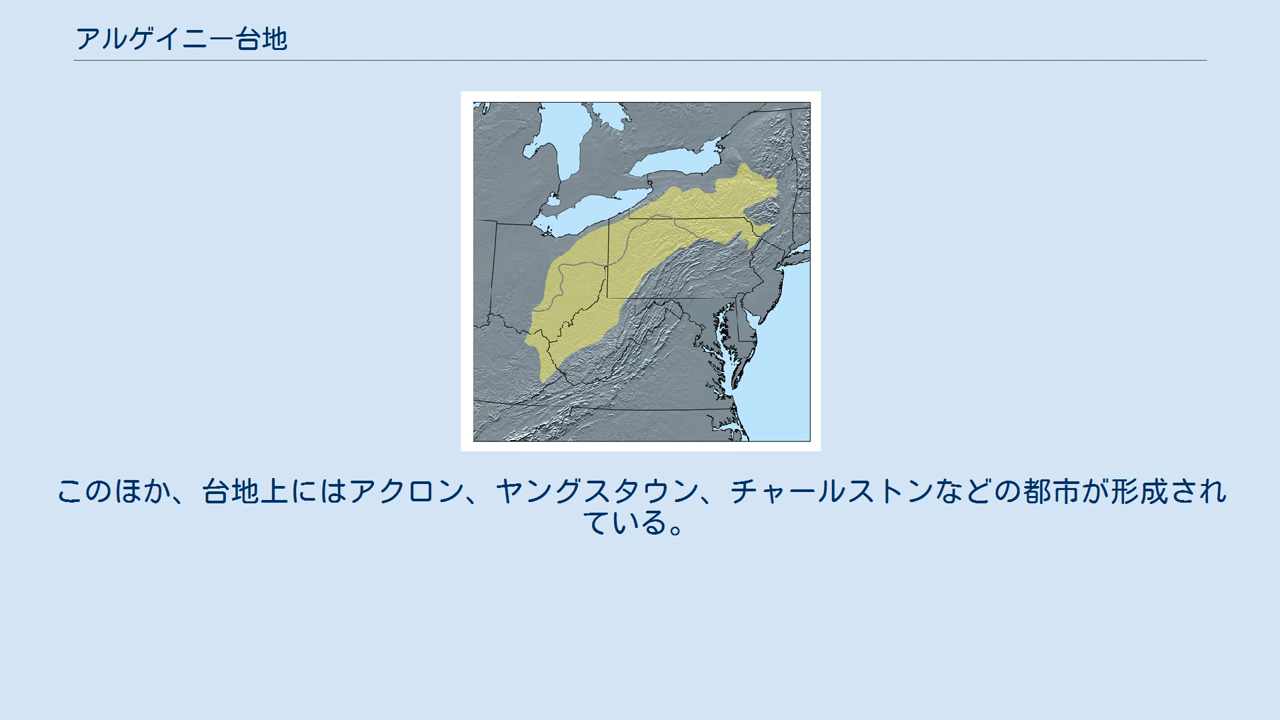 アルゲイニー台地
このほか、台地上にはアクロン、ヤングスタウン、チャールストンなどの都市が形成され
ている。